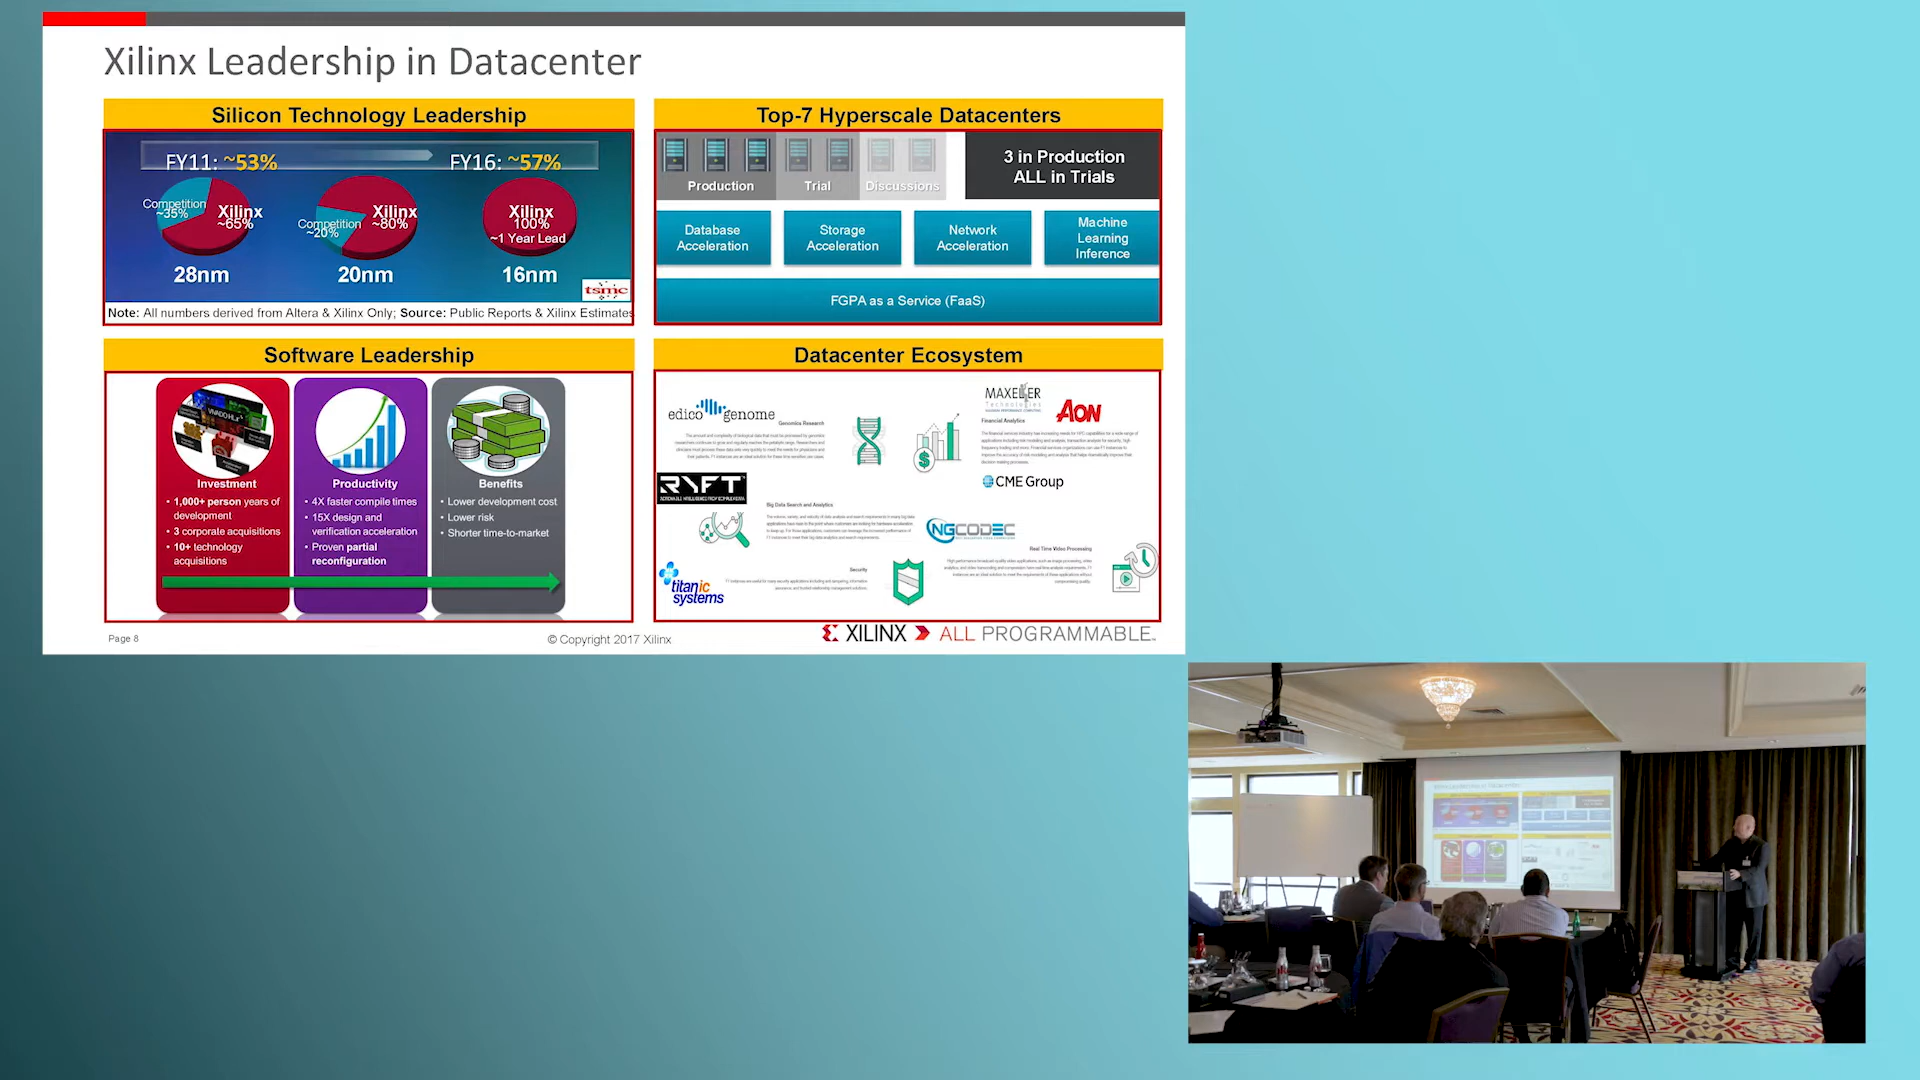 Xilinx Leadership in Datacenter
Silicon Technology Leadership
FY11: ~53%
FY16: ~57%
Competition
~35%
Xilinx
~65%
Competition
~20%
Xilinx
~80%
Xilinx
100%
~1 Year Lead
28nm
20nm
16nm
tsmc
Note: All numbers derived from Altera & Xilinx Only; Source: Public Reports & Xilinx Estimates
Top-7 Hyperscale Datacenters
Production
Trial
Discussions
3 in Production
ALL in Trials
Database
Acceleration
Storage
Acceleration
Network
Acceleration
Machine
Learning
Inference
FGPA as a Service (FaaS)
Software Leadership
Investment
• 1,000+ person years of
development
• 3 corporate acquisitions
• 10+ technology
acquisitions
Productivity
• 4X faster compile times
• 15X design and
verification acceleration
• Proven partial
reconfiguration
Benefits
• Lower development cost
• Lower risk
• Shorter time-to-market
Datacenter Ecosystem
edico genome
Genomics Research
MAXELER
Technologies
AON
Financial Analytics
CME Group
RYFT
Big Data Search and Analytics
NGCODEC
Real Time Video Processing
Security
titan ic
systems
Page 8
© Copyright 2017 Xilinx
XILINX ALL PROGRAMMABLE™